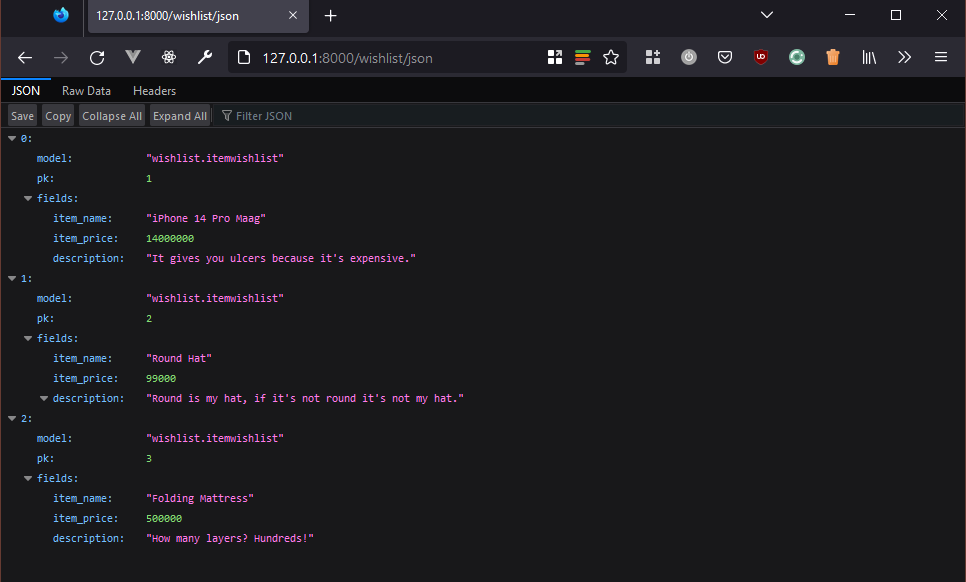 127.0.0.1:8000/wishlist/json
127.0.0.1:8000/wishlist/json
UD
JSON Raw Data Headers
Save Copy Collapse All Expand All Filter JSON
0:
model: "wishlist.itemwishlist"
pk: 1
fields:
item_name: "iPhone 14 Pro Maag"
item_price: 14000000
description: "It gives you ulcers because it's expensive."
1:
model: "wishlist.itemwishlist"
pk: 2
fields:
item_name: "Round Hat"
item_price: 99000
description: "Round is my hat, if it's not round it's not my hat."
2:
model: "wishlist.itemwishlist"
pk: 3
fields:
item_name: "Folding Mattress"
item_price: 500000
description: "How many layers? Hundreds!"